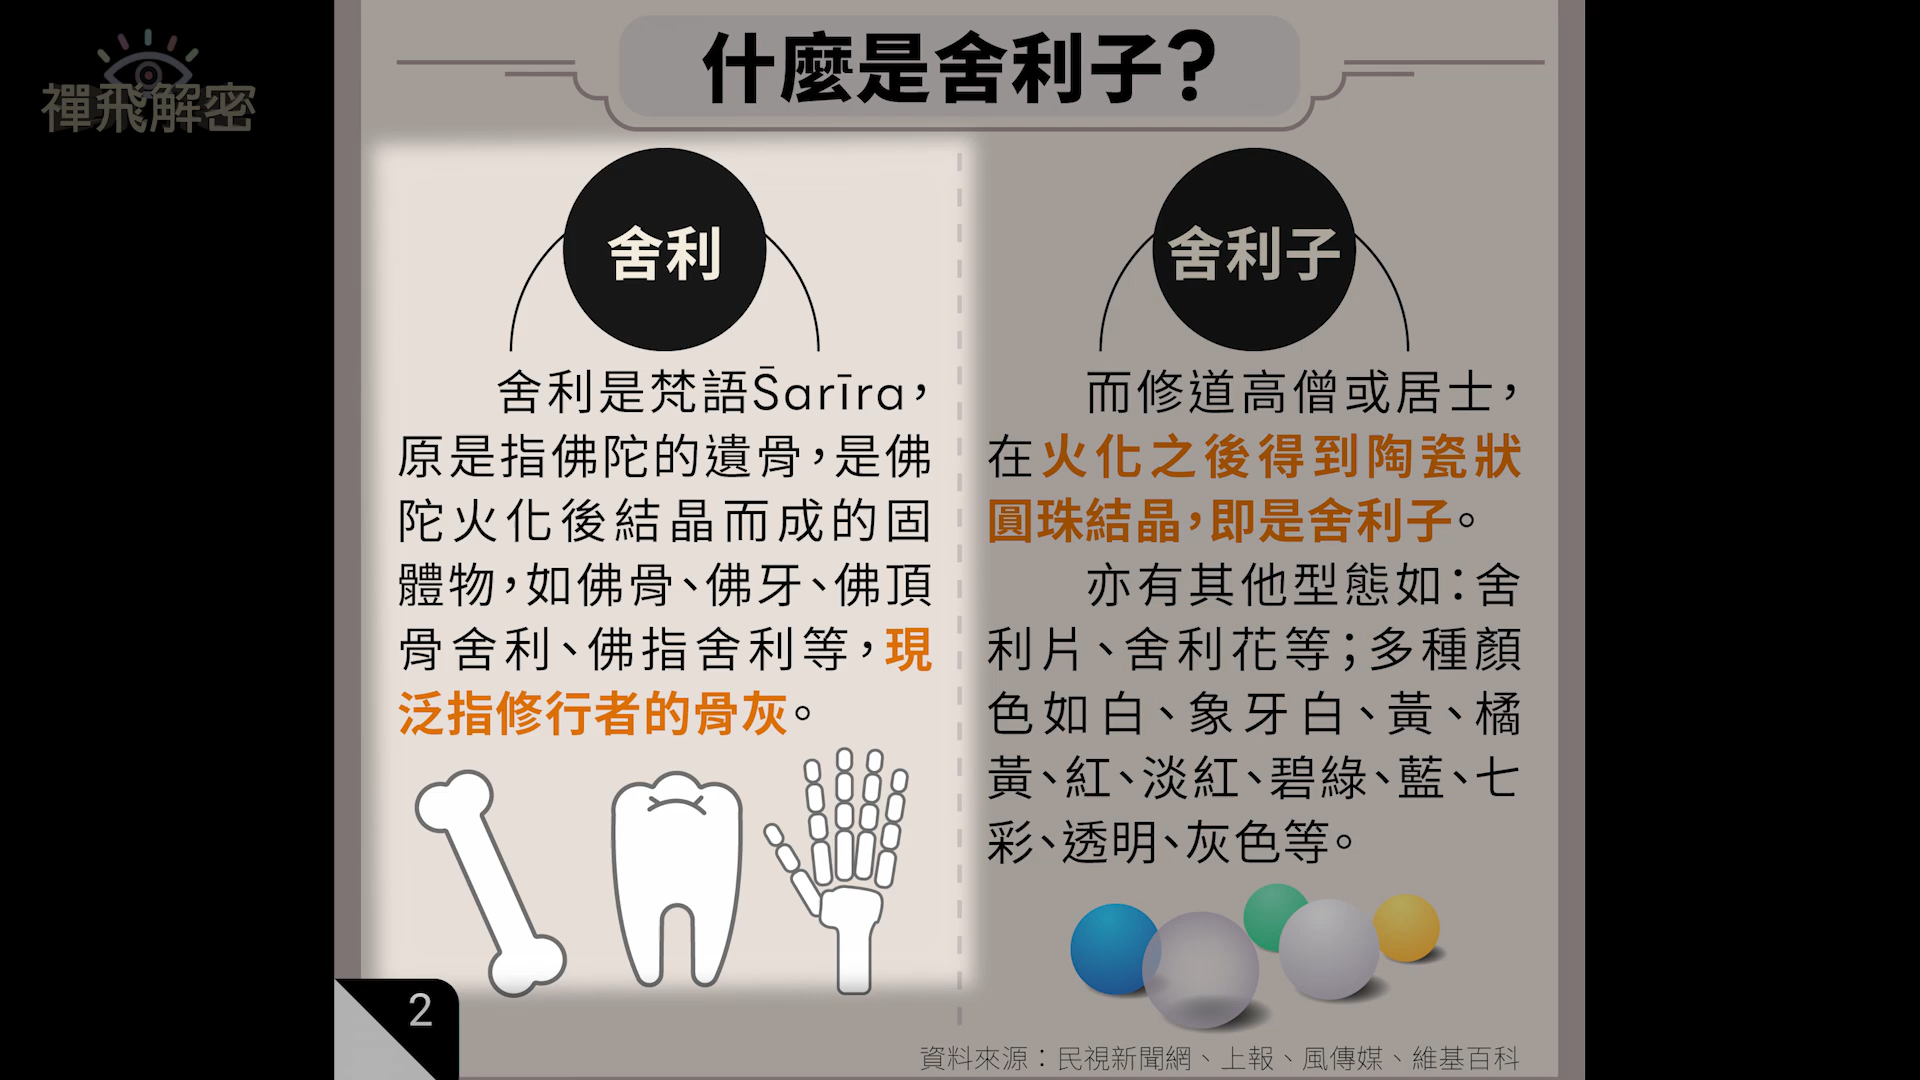 禪飛解密
什麼是舍利子?
舍利
舍利是梵語Śarīra,
原是指佛陀的遺骨,是佛
陀火化後結晶而成的固
體物,如佛骨、佛牙、佛頂
骨舍利、佛指舍利等,現
泛指修行者的骨灰。
舍利子
而修道高僧或居士,
在火化之後得到陶瓷狀
圓珠結晶,即是舍利子。
亦有其他型態如:舍
利片、舍利花等;多種顏
色如白、象牙白、黃、橘
黃、紅、淡紅、碧綠、藍、七
彩、透明、灰色等。
2
資料來源:民視新聞網、上報、風傳媒、維基百科